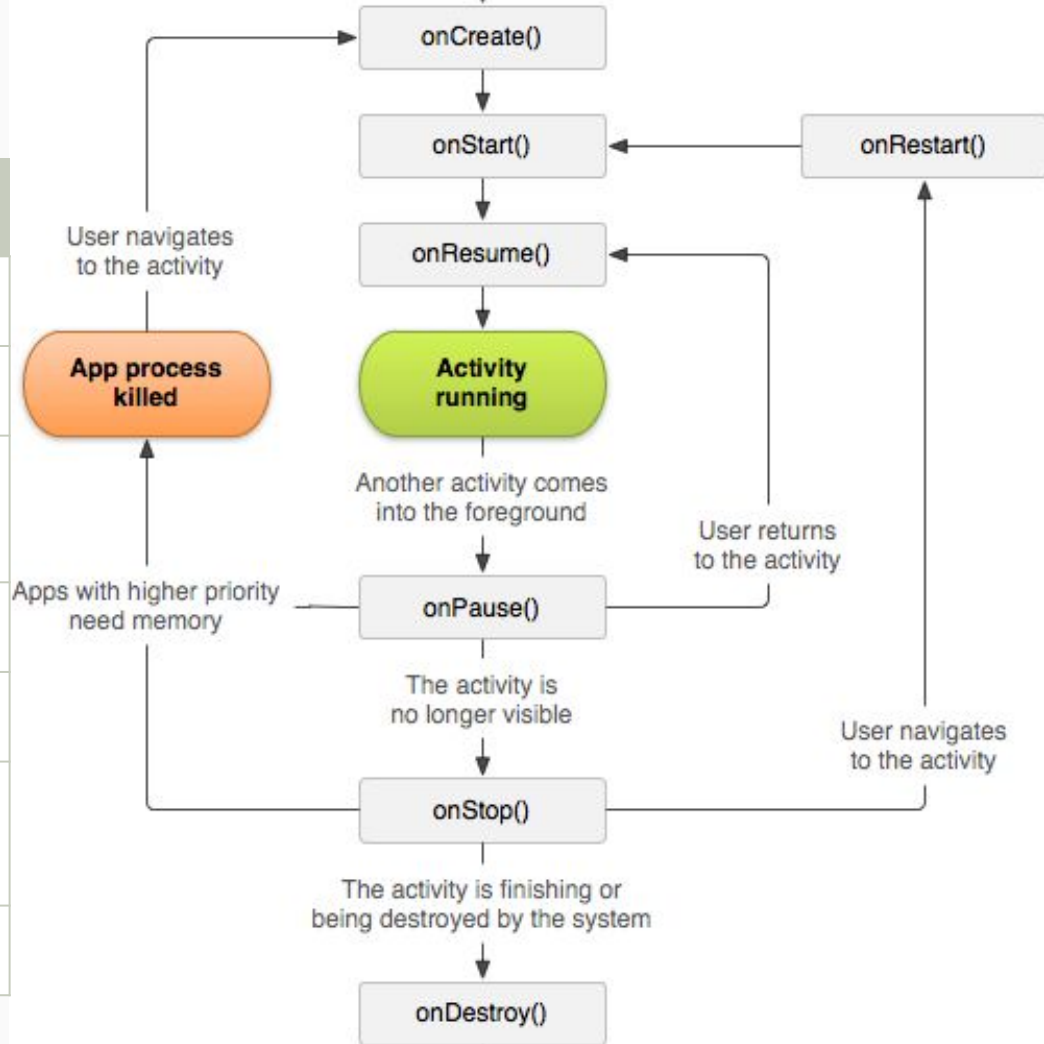 onCreate()
onStart()
onRestart()
User navigates
to the activity
onResume()
App process
killed
Activity
running
Another activity comes
into the foreground
User returns
to the activity
Apps with higher priority
need memory
onPause()
The activity is
no longer visible
User navigates
to the activity
onStop()
The activity is finishing or
being destroyed by the system
onDestroy()